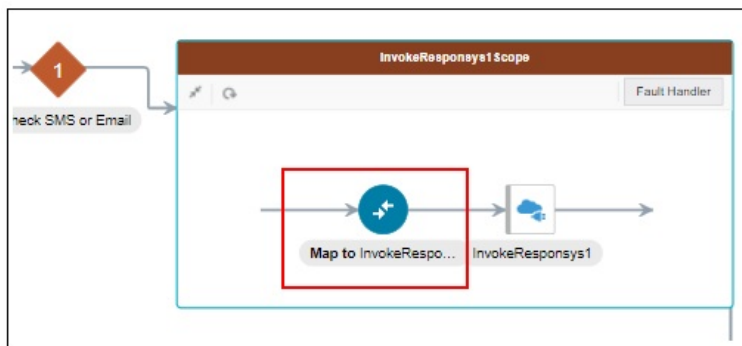 InvokeResponsys1Scope
1
Fault Handler
heck SMS or Email
Map to InvokeRespo...
InvokeResponsys1